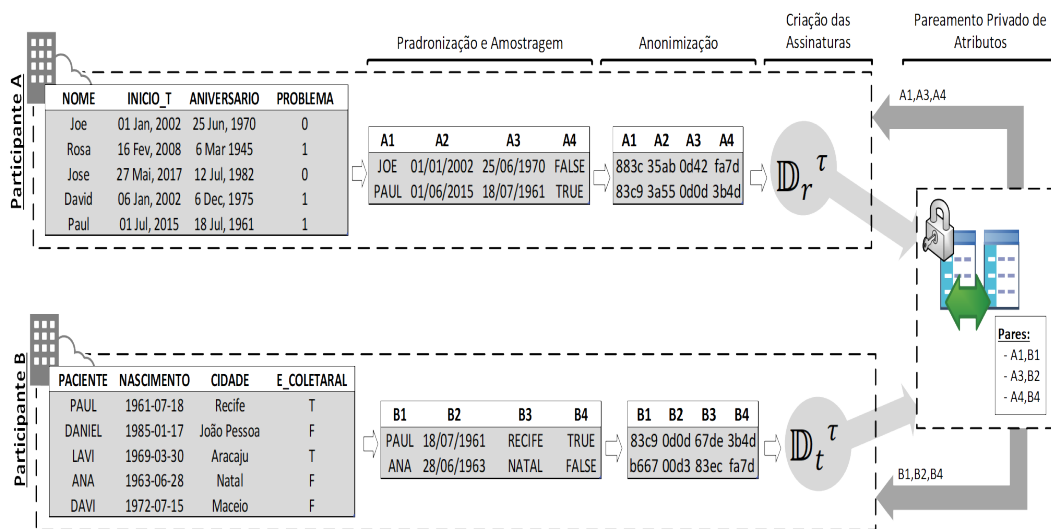 Criação das
Assinaturas
Pareamento Privado de
Atributos
Pradronização e Amostragem
Anonimização
Participante A
NOME INICIO_T ANIVERSARIO PROBLEMA
Joe 01 Jan, 2002 25 Jun, 1970 0
Rosa 16 Fev, 2008 6 Mar 1945 1
Jose 27 Mai, 2017 12 Jul, 1982 0
David 06 Jan, 2002 6 Dec, 1975 1
Paul 01 Jul, 2015 18 Jul, 1961 1
A1 A2 A3 A4
JOE 01/01/2002 25/06/1970 FALSE
PAUL 01/06/2015 18/07/1961 TRUE
A1 A2 A3 A4
883c 35ab 0d42 fa7d
83c9 3a55 0d0d 3b4d
𝔻r τ
A1,A3,A4
Pares:
- A1,B1
- A3,B2
- A4,B4
Participante B
PACIENTE NASCIMENTO CIDADE E_COLETARAL
PAUL 1961-07-18 Recife T
DANIEL 1985-01-17 João Pessoa F
LAVI 1969-03-30 Aracaju T
ANA 1963-06-28 Natal F
DAVI 1972-07-15 Maceio F
B1 B2 B3 B4
PAUL 18/07/1961 RECIFE TRUE
ANA 28/06/1963 NATAL FALSE
B1 B2 B3 B4
83c9 0d0d 67de 3b4d
b667 00d3 83ec fa7d
𝔻t τ
B1,B2,B4